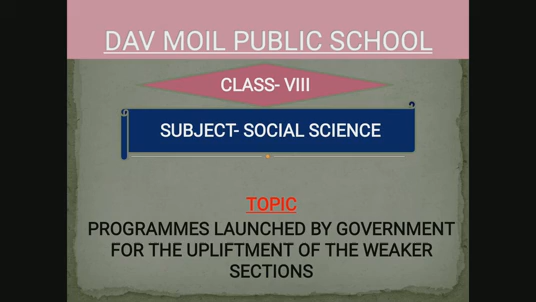 DAV MOIL PUBLIC SCHOOL
CLASS- VIII
SUBJECT- SOCIAL SCIENCE
TOPIC
PROGRAMMES LAUNCHED BY GOVERNMENT
FOR THE UPLIFTMENT OF THE WEAKER
SECTIONS